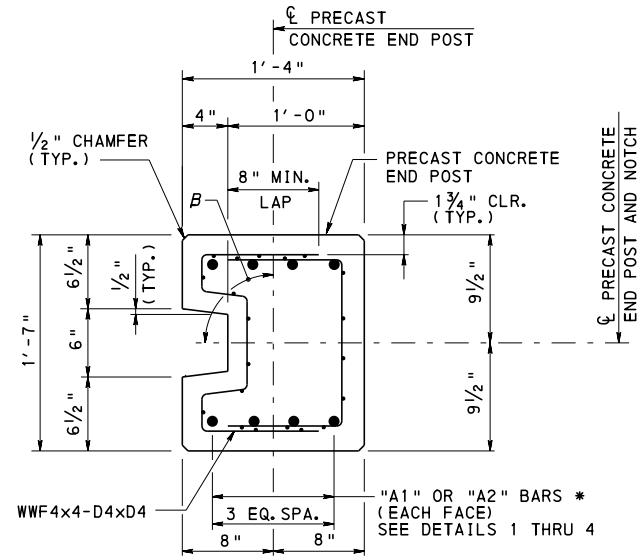 ℄ PRECAST
CONCRETE END POST
1'-4"
4"
1'-0"
½" CHAMFER
(TYP.)
8" MIN.
LAP
PRECAST CONCRETE
END POST
B
1¾" CLR.
(TYP.)
℄ PRECAST CONCRETE
END POST AND NOTCH
6½"
½"
(TYP.)
9½"
1'-7"
6"
6½"
9½"
WWF4x4-D4xD4
3 EQ. SPA.
"A1" OR "A2" BARS *
(EACH FACE)
SEE DETAILS 1 THRU 4
8"
8"